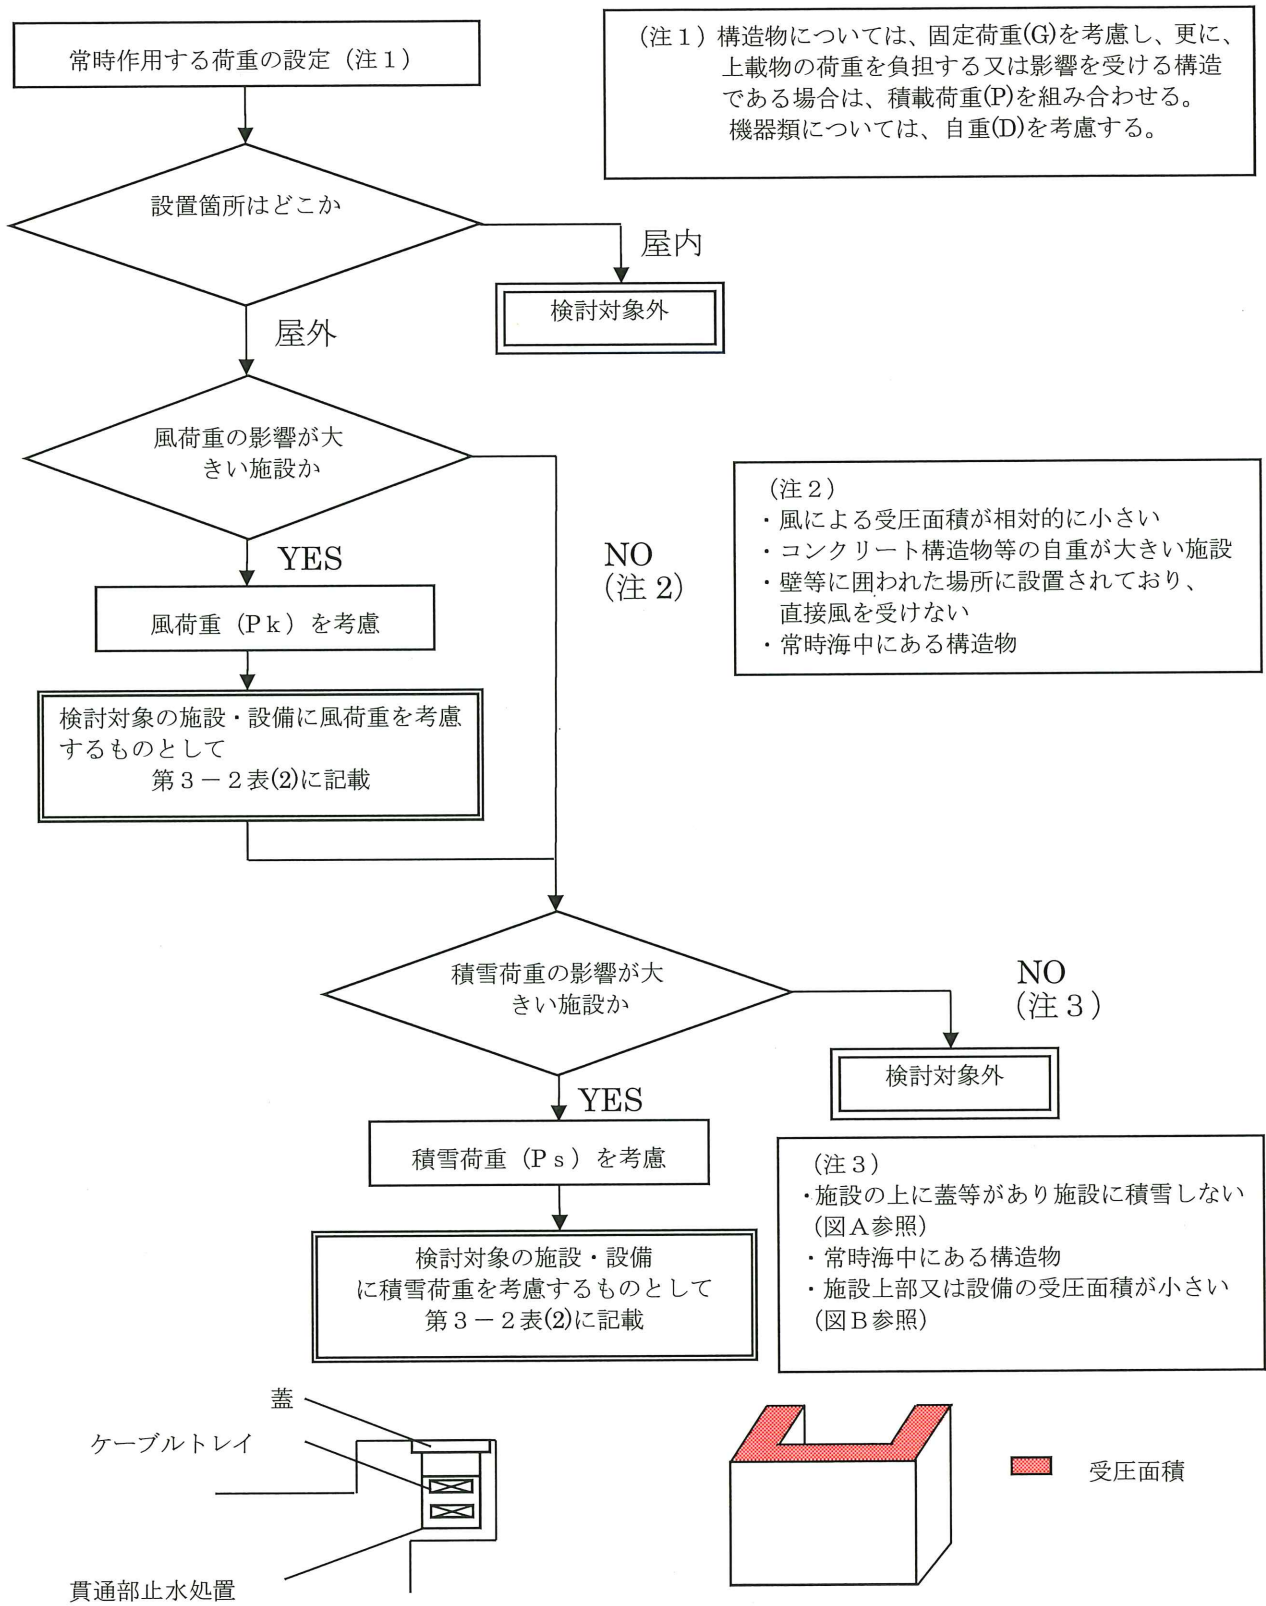 常時作用する荷重の設定（注１）
（注１）構造物については、固定荷重(G)を考慮し、更に、
上載物の荷重を負担する又は影響を受ける構造
である場合は、積載荷重(P)を組み合わせる。
機器類については、自重(D)を考慮する。
設置箇所はどこか
屋内
検討対象外
屋外
風荷重の影響が大
きい施設か
YES
NO
（注 2）
（注２）
・風による受圧面積が相対的に小さい
・コンクリート構造物等の自重が大きい施設
・壁等に囲われた場所に設置されており、
直接風を受けない
・常時海中にある構造物
風荷重（Ｐｋ）を考慮
検討対象の施設・設備に風荷重を考慮
するものとして
第３－２表(2)に記載
積雪荷重の影響が大
きい施設か
NO
（注３）
検討対象外
YES
積雪荷重（Ｐｓ）を考慮
検討対象の施設・設備
に積雪荷重を考慮するものとして
第３－２表(2)に記載
（注３）
・施設の上に蓋等があり施設に積雪しない
（図Ａ参照）
・常時海中にある構造物
・施設上部又は設備の受圧面積が小さい
（図Ｂ参照）
蓋
ケーブルトレイ
貫通部止水処置
受圧面積